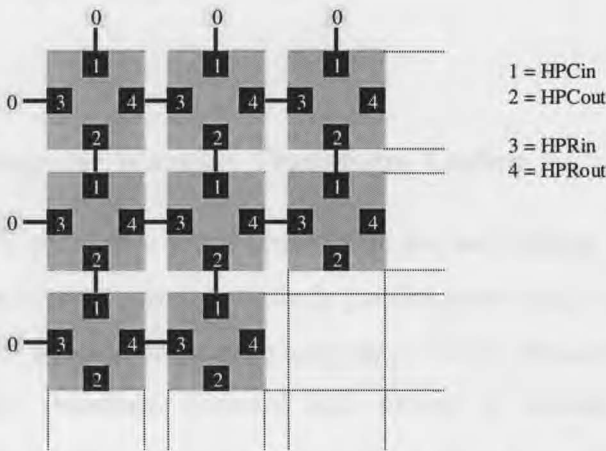 0 0 0
1 1 1
0 3 4 3 4 3 4
2 2 2
1 1 1
0 3 4 3 4 3 4
2 2 2
1 1
0 3 4 3 4
2 2
1 = HPCin
2 = HPCout
3 = HPRin
4 = HPRout